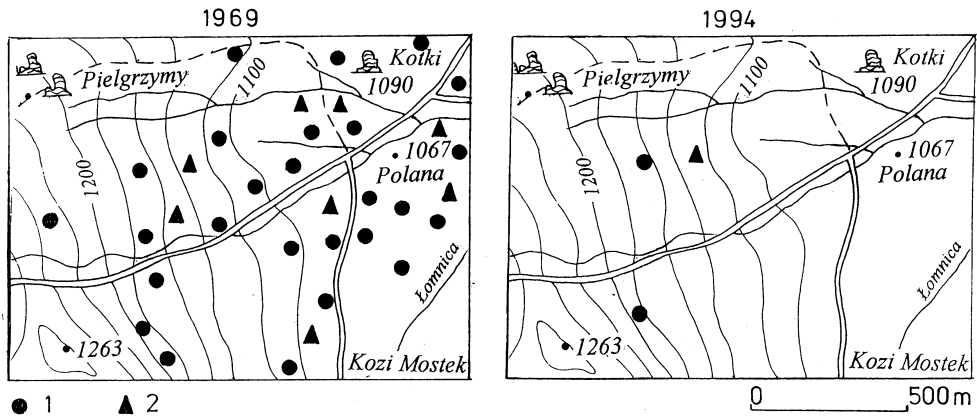 1969
Kotki
1090
Pielgrzymy
1100
1200
1067
Polana
Łomnica
1263
Kozi Mostek
1 2
1994
Kotki
1090
Pielgrzymy
1100
1200
1067
Polana
Łomnica
1263
Kozi Mostek
0 500 m